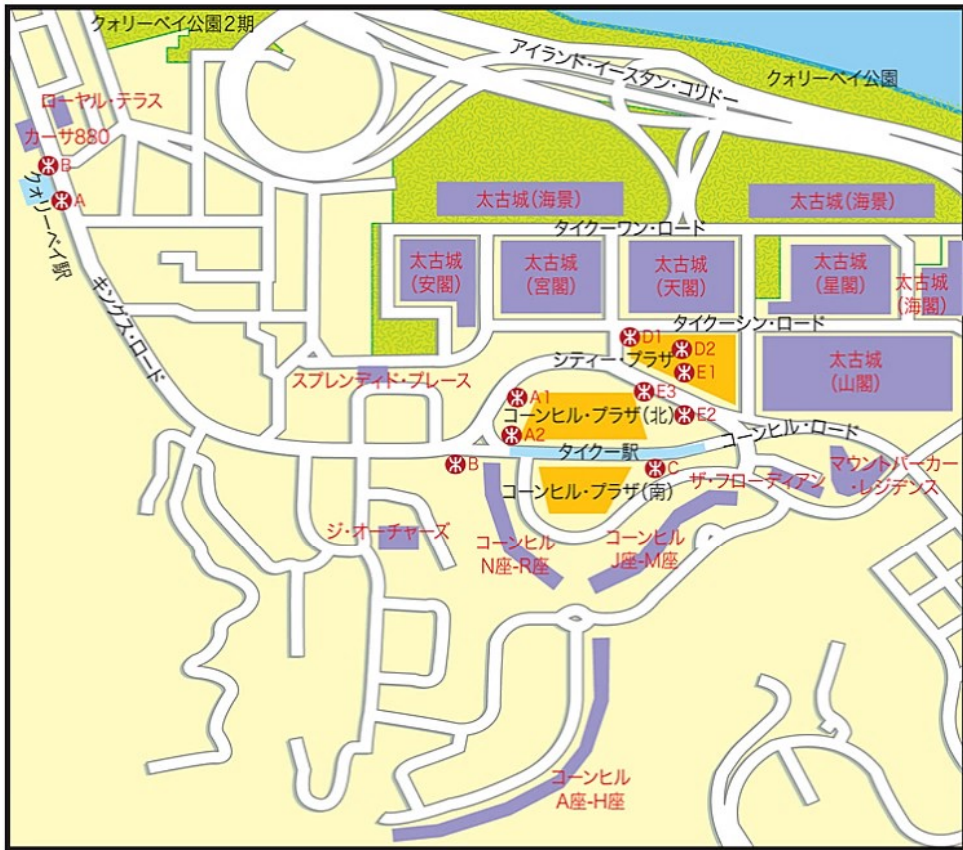 クォリーベイ公園2期
アイランド・イースタン・コリドー
クォリーベイ公園
ローヤル・テラス
カーサ880
B
A
クォリーベイ駅
キングス・ロード
太古城(海景)
太古城(海景)
タイクーワン・ロード
太古城
(安閣)
太古城
(宮閣)
太古城
(天閣)
太古城
(星閣)
太古城
(海閣)
タイクーシン・ロード
D1
D2
シティー・プラザ
E1
太古城
(山閣)
スプレンディド・プレース
A1
E3
コーンヒル・プラザ(北)
E2
A2
コーンヒル・ロード
タイクー駅
B
C
コーンヒル・プラザ(南)
ザ・フローディアン
マウントパーカー
・レジデンス
ジ・オーチャーズ
コーンヒル
N座-R座
コーンヒル
J座-M座
コーンヒル
A座-H座